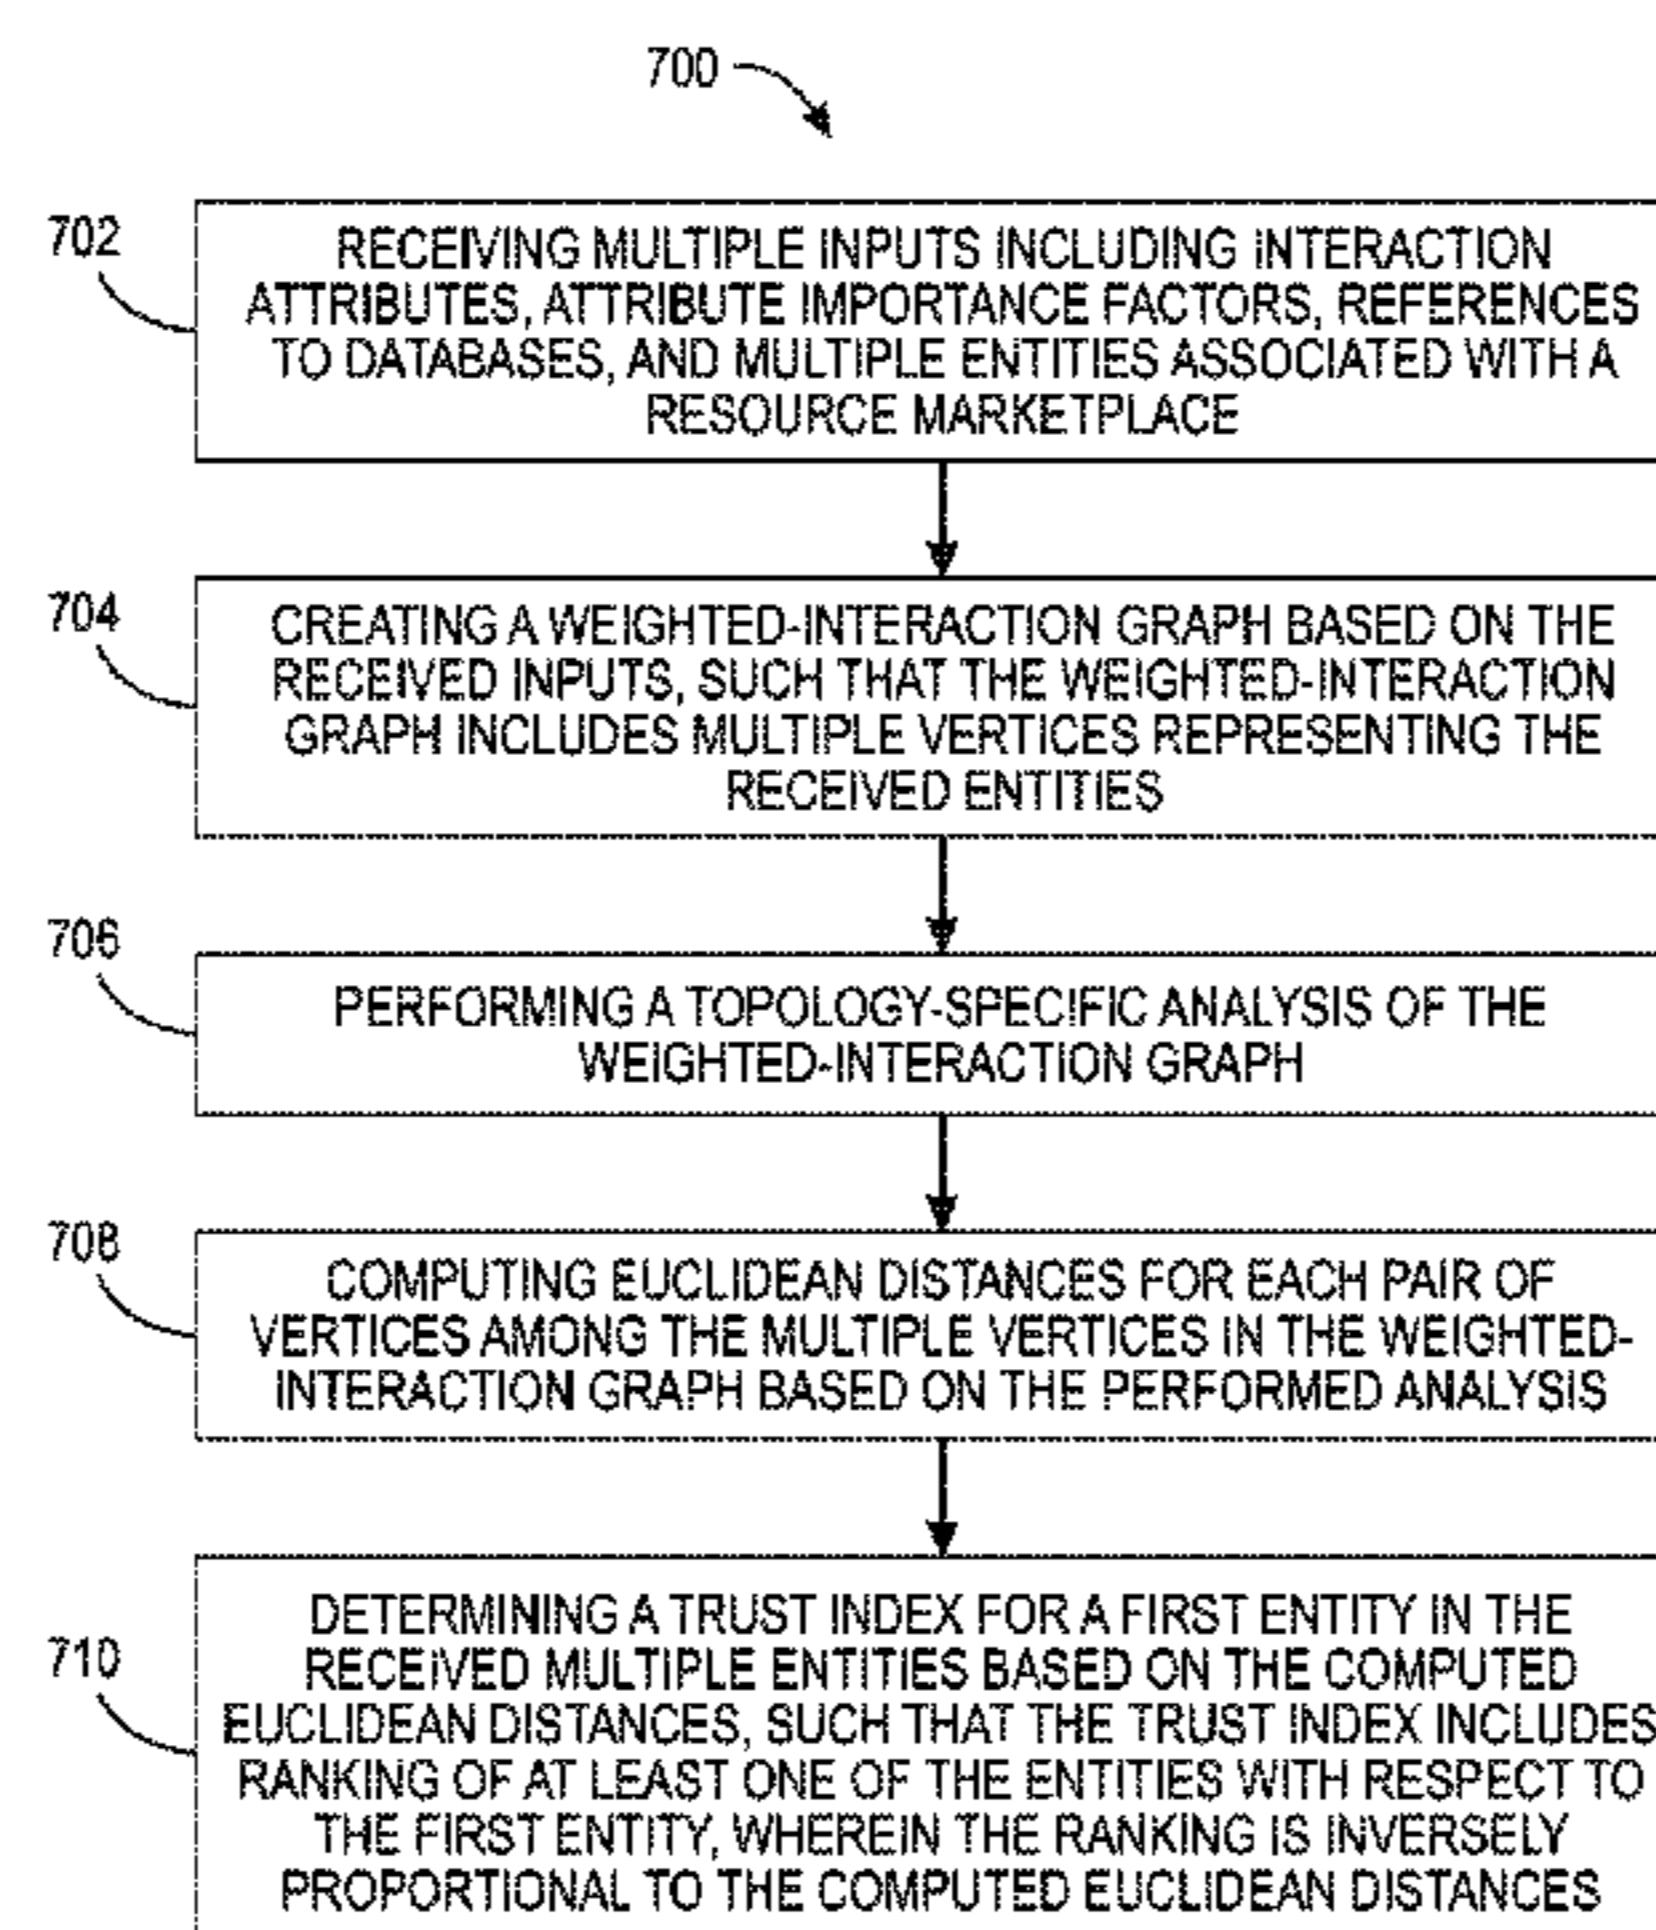 700
702
RECEIVING MULTIPLE INPUTS INCLUDING INTERACTION
ATTRIBUTES, ATTRIBUTE IMPORTANCE FACTORS, REFERENCES
TO DATABASES, AND MULTIPLE ENTITIES ASSOCIATED WITH A
RESOURCE MARKETPLACE
704
CREATING A WEIGHTED-INTERACTION GRAPH BASED ON THE
RECEIVED INPUTS, SUCH THAT THE WEIGHTED-INTERACTION
GRAPH INCLUDES MULTIPLE VERTICES REPRESENTING THE
RECEIVED ENTITIES
706
PERFORMING A TOPOLOGY-SPECIFIC ANALYSIS OF THE
WEIGHTED-INTERACTION GRAPH
708
COMPUTING EUCLIDEAN DISTANCES FOR EACH PAIR OF
VERTICES AMONG THE MULTIPLE VERTICES IN THE WEIGHTED-
INTERACTION GRAPH BASED ON THE PERFORMED ANALYSIS
710
DETERMINING A TRUST INDEX FOR A FIRST ENTITY IN THE
RECEIVED MULTIPLE ENTITIES BASED ON THE COMPUTED
EUCLIDEAN DISTANCES, SUCH THAT THE TRUST INDEX INCLUDES
RANKING OF AT LEAST ONE OF THE ENTITIES WITH RESPECT TO
THE FIRST ENTITY, WHEREIN THE RANKING IS INVERSELY
PROPORTIONAL TO THE COMPUTED EUCLIDEAN DISTANCES